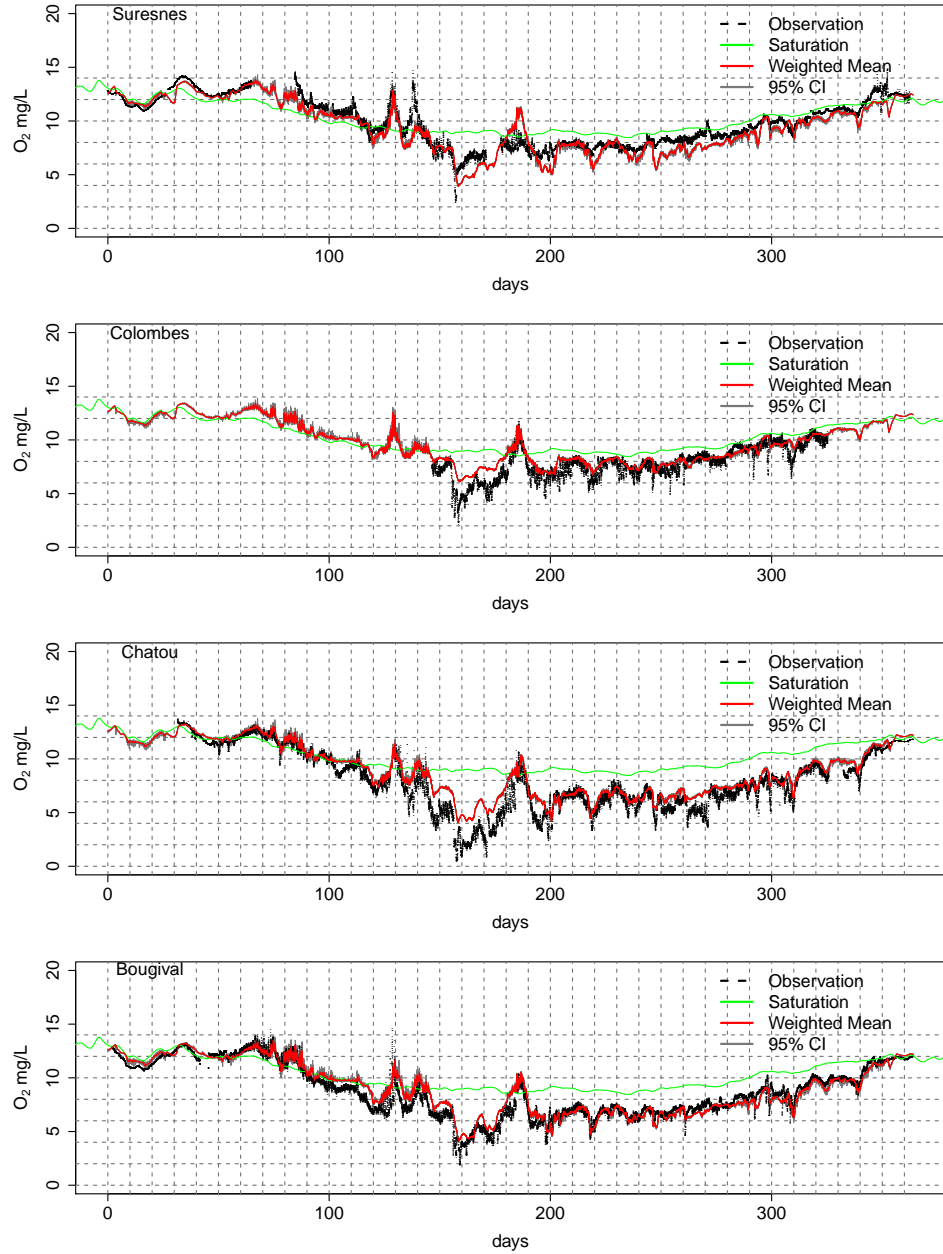 Suresnes
Observation
Saturation
Weighted Mean
95% CI
O₂ mg/L
0 5 10 15 20
0 100 200 300
days
Colombes
Observation
Saturation
Weighted Mean
95% CI
O₂ mg/L
0 5 10 15 20
0 100 200 300
days
Chatou
Observation
Saturation
Weighted Mean
95% CI
O₂ mg/L
0 5 10 15 20
0 100 200 300
days
Bougival
Observation
Saturation
Weighted Mean
95% CI
O₂ mg/L
0 5 10 15 20
0 100 200 300
days